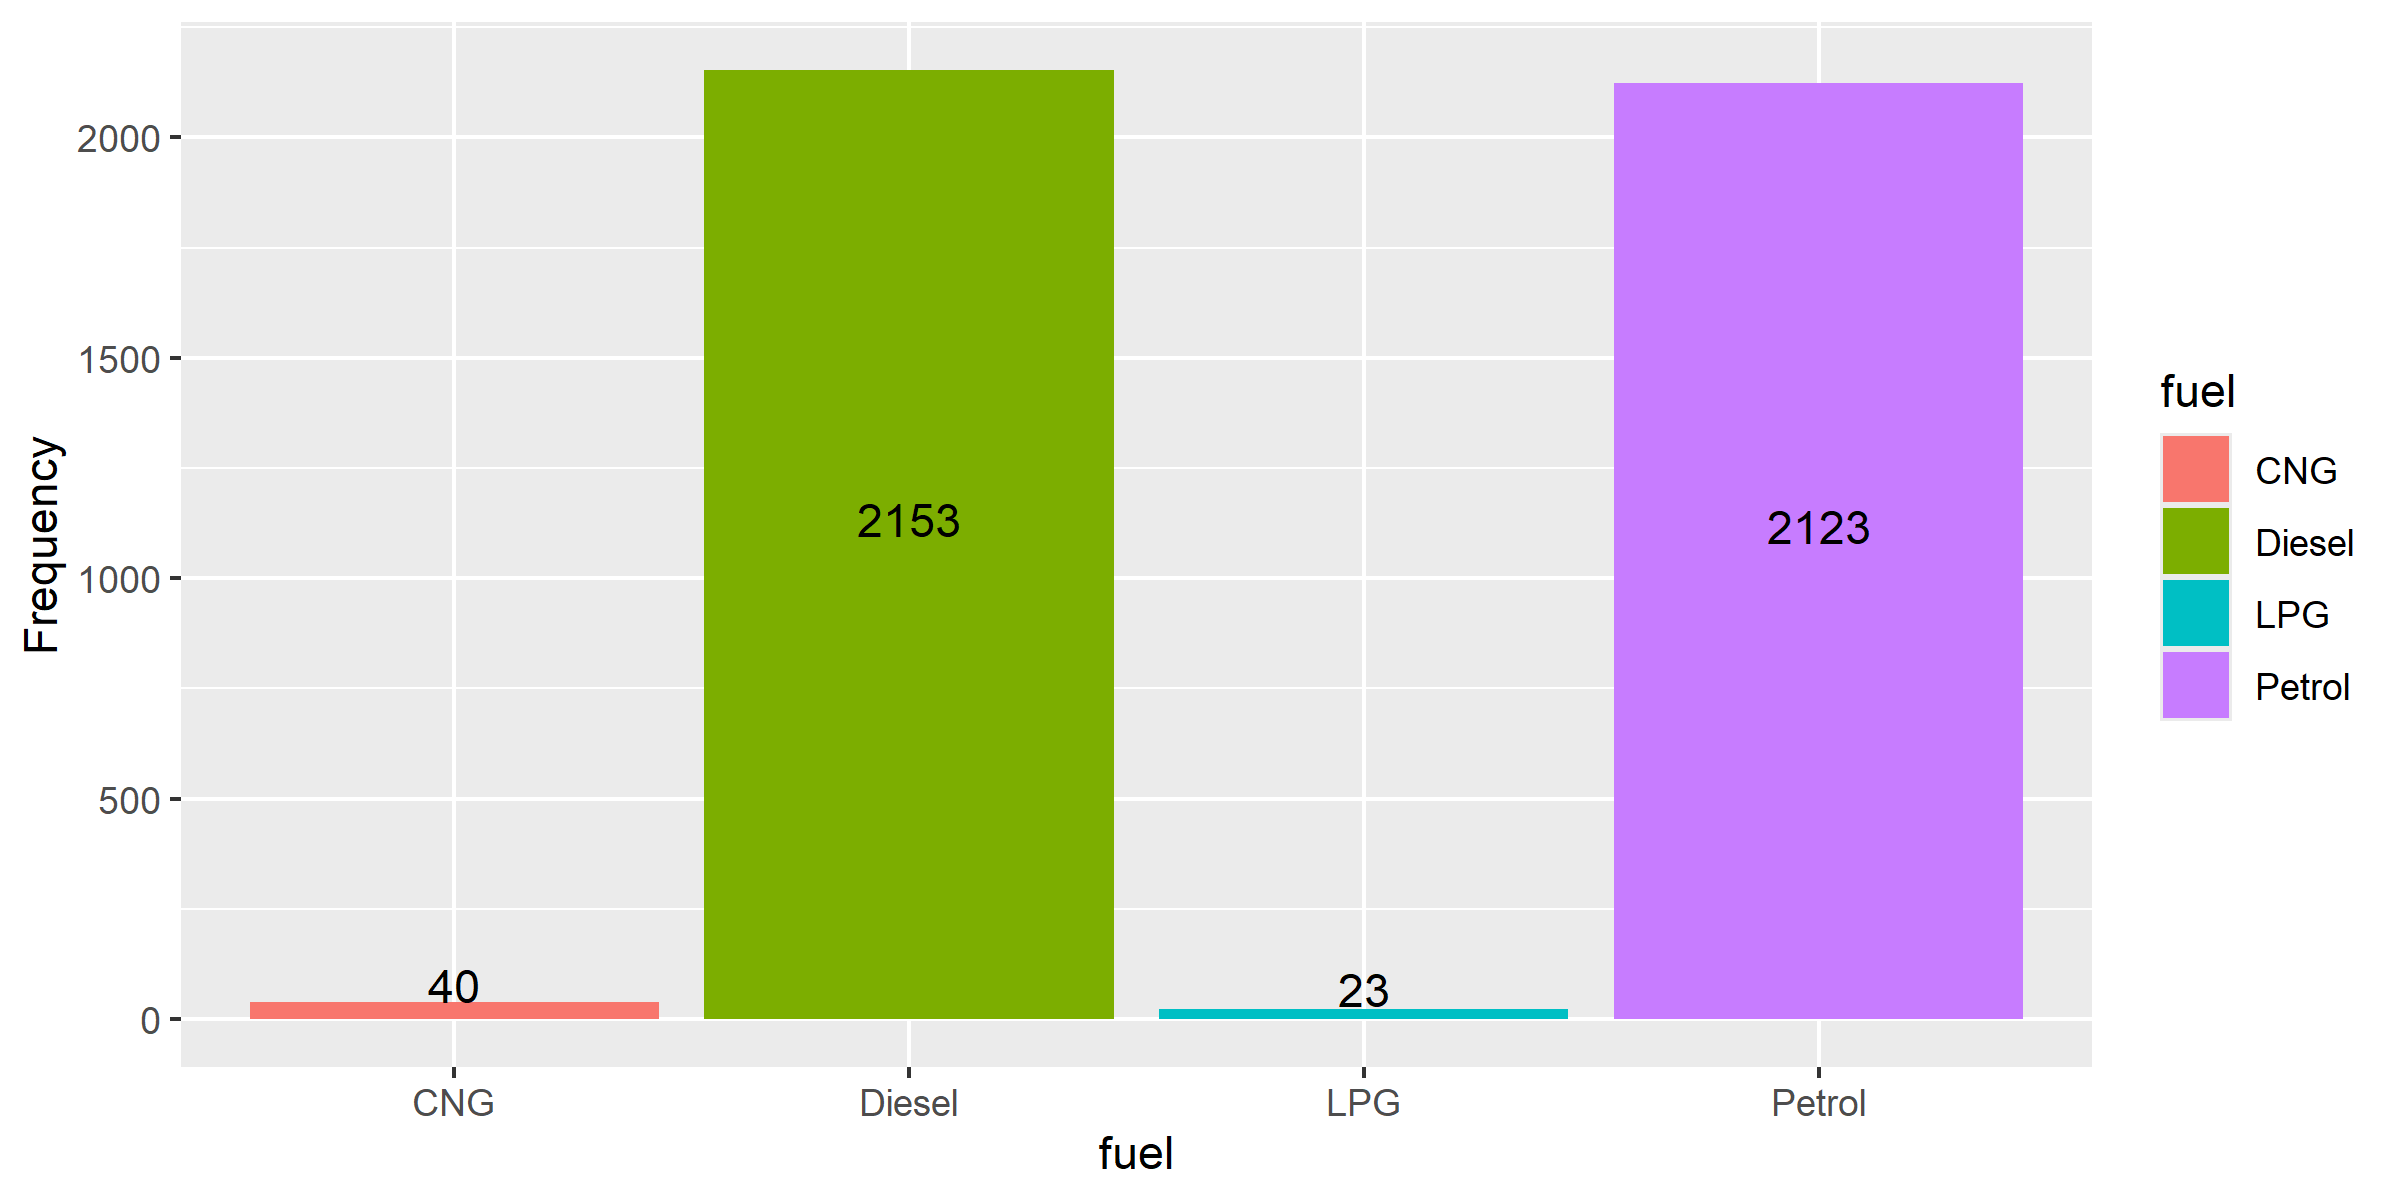 Frequency
2000
1500
1000
500
0
2153
2123
40
23
CNG
Diesel
LPG
Petrol
fuel
fuel
CNG
Diesel
LPG
Petrol